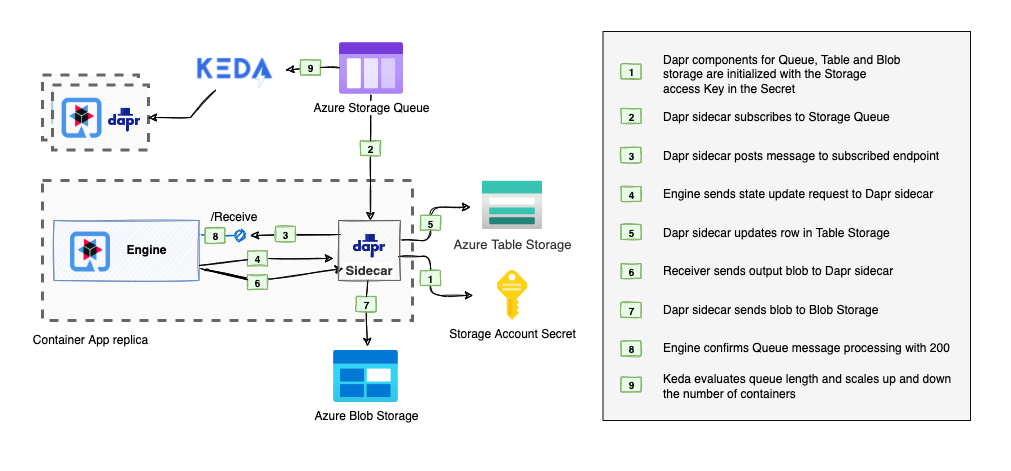 KEDA
9
Azure Storage Queue
dapr
2
/Receive
8
3
Engine
4
6
dapr
Sidecar
5
Azure Table Storage
1
Storage Account Secret
7
Container App replica
Azure Blob Storage
1
Dapr components for Queue, Table and Blob
storage are initialized with the Storage
access Key in the Secret
2
Dapr sidecar subscribes to Storage Queue
3
Dapr sidecar posts message to subscribed endpoint
4
Engine sends state update request to Dapr sidecar
5
Dapr sidecar updates row in Table Storage
6
Receiver sends output blob to Dapr sidecar
7
Dapr sidecar sends blob to Blob Storage
8
Engine confirms Queue message processing with 200
9
Keda evaluates queue length and scales up and down
the number of containers